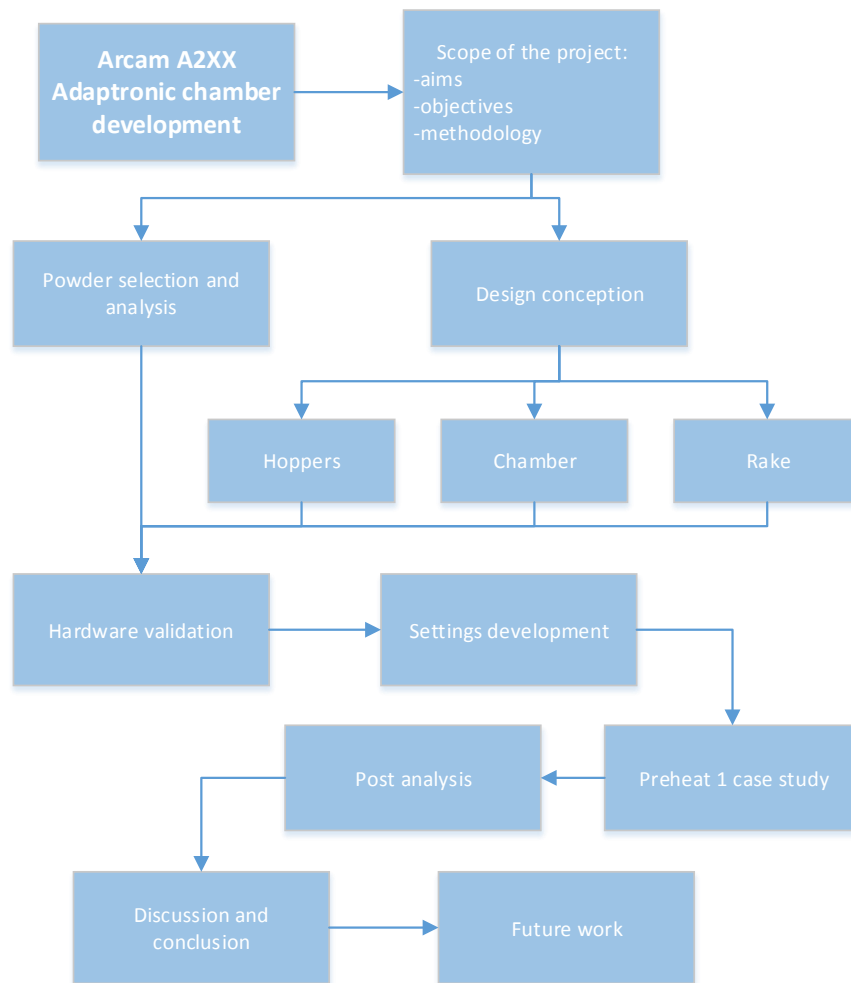 Arcam A2XX
Adaptronic chamber
development
Scope of the project:
-aims
-objectives
-methodology
Powder selection and
analysis
Design conception
Hoppers
Chamber
Rake
Hardware validation
Settings development
Post analysis
Preheat 1 case study
Discussion and
conclusion
Future work